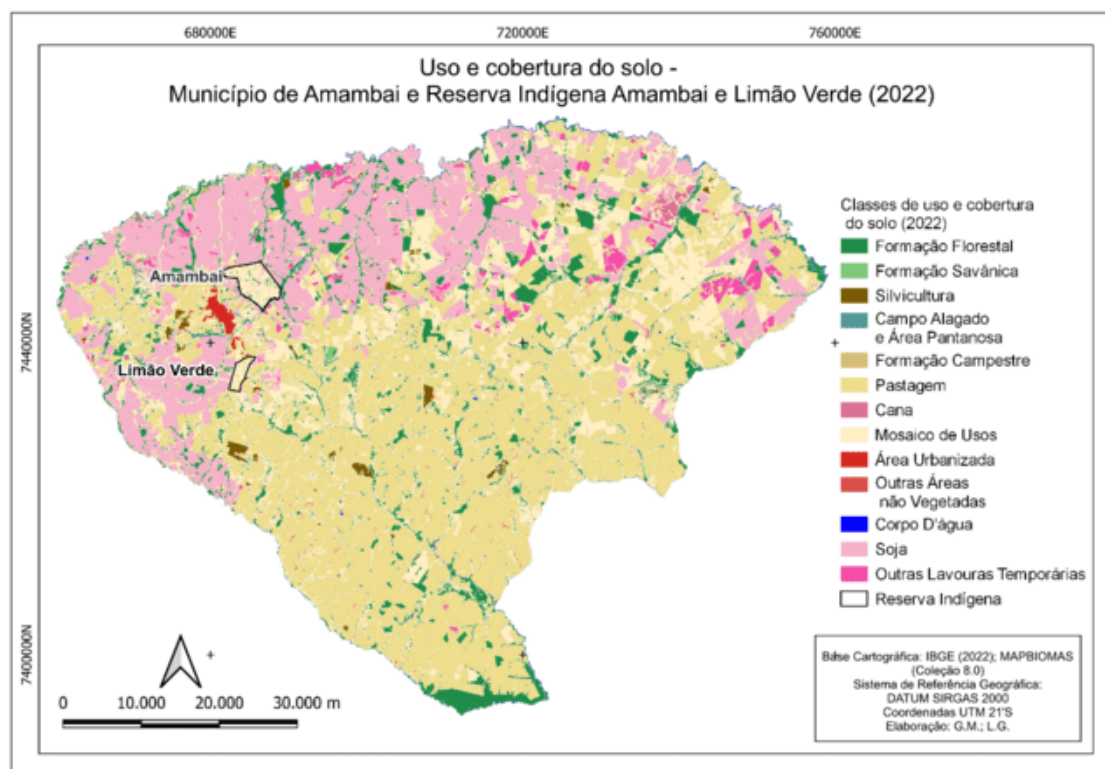 680000E
720000E
760000E
Uso e cobertura do solo -
Município de Amambai e Reserva Indígena Amambai e Limão Verde (2022)
Classes de uso e cobertura
do solo (2022)
Formação Florestal
Formação Savânica
Silvicultura
Campo Alagado
e Área Pantanosa
Formação Campestre
Pastagem
Cana
Mosaico de Usos
Área Urbanizada
Outras Áreas
não Vegetadas
Corpo D'água
Soja
Outras Lavouras Temporárias
Reserva Indígena
Amambai
Limão Verde
7440000N
7400000N
0 10.000 20.000 30.000 m
Báse Cartográfica: IBGE (2022); MAPBIOMAS
(Coleção 8.0)
Sistema de Referência Geográfica:
DATUM SIRGAS 2000
Coordenadas UTM 21'S
Elaboração: G.M.; L.G.